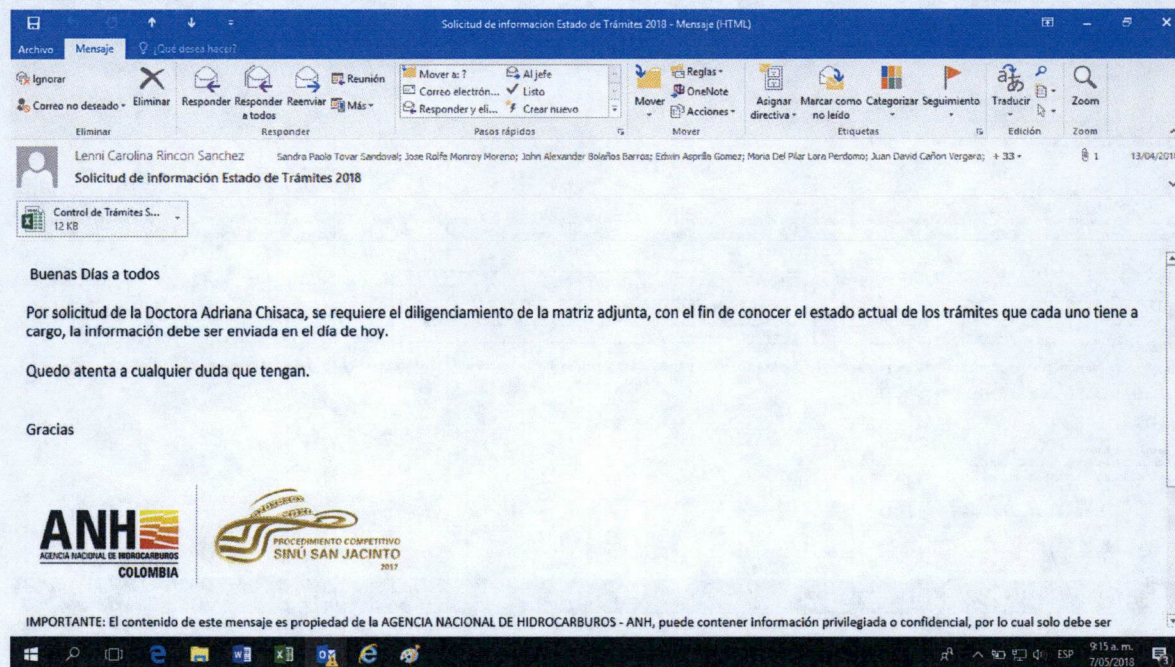 Solicitud de información Estado de Trámites 2018 - Mensaje (HTML)
Archivo Mensaje ¿Qué desea hacer?
Ignorar
Correo no deseado
Eliminar
Responder Responder a todos Reenviar
Reunión
Más
Mover a: ? Al jefe
Correo electrón... Listo
Responder y eli... Crear nuevo
Mover
Reglas
OneNote
Acciones
Asignar directiva
Marcar como no leído
Categorizar
Seguimiento
Traducir
Zoom
Eliminar Responder Pasos rápidos Mover Etiquetas Edición Zoom
Lenni Carolina Rincon Sanchez Sandra Paola Tovar Sandoval; Jose Rolfe Monroy Moreno; John Alexander Bolaños Barros; Edwin Asprilla Gomez; Maria Del Pilar Lora Perdomo; Juan David Cañon Vergara; + 33 1 13/04/201
Solicitud de información Estado de Trámites 2018
Control de Trámites S...
12 KB
Buenas Días a todos
Por solicitud de la Doctora Adriana Chisaca, se requiere el diligenciamiento de la matriz adjunta, con el fin de conocer el estado actual de los trámites que cada uno tiene a
cargo, la información debe ser enviada en el día de hoy.
Quedo atenta a cualquier duda que tengan.
Gracias
ANH
AGENCIA NACIONAL DE HIDROCARBUROS
COLOMBIA
PROCEDIMIENTO COMPETITIVO
SINÚ SAN JACINTO
2017
IMPORTANTE: El contenido de este mensaje es propiedad de la AGENCIA NACIONAL DE HIDROCARBUROS - ANH, puede contener información privilegiada o confidencial, por lo cual solo debe ser
ESP 9:15 a. m.
7/05/2018